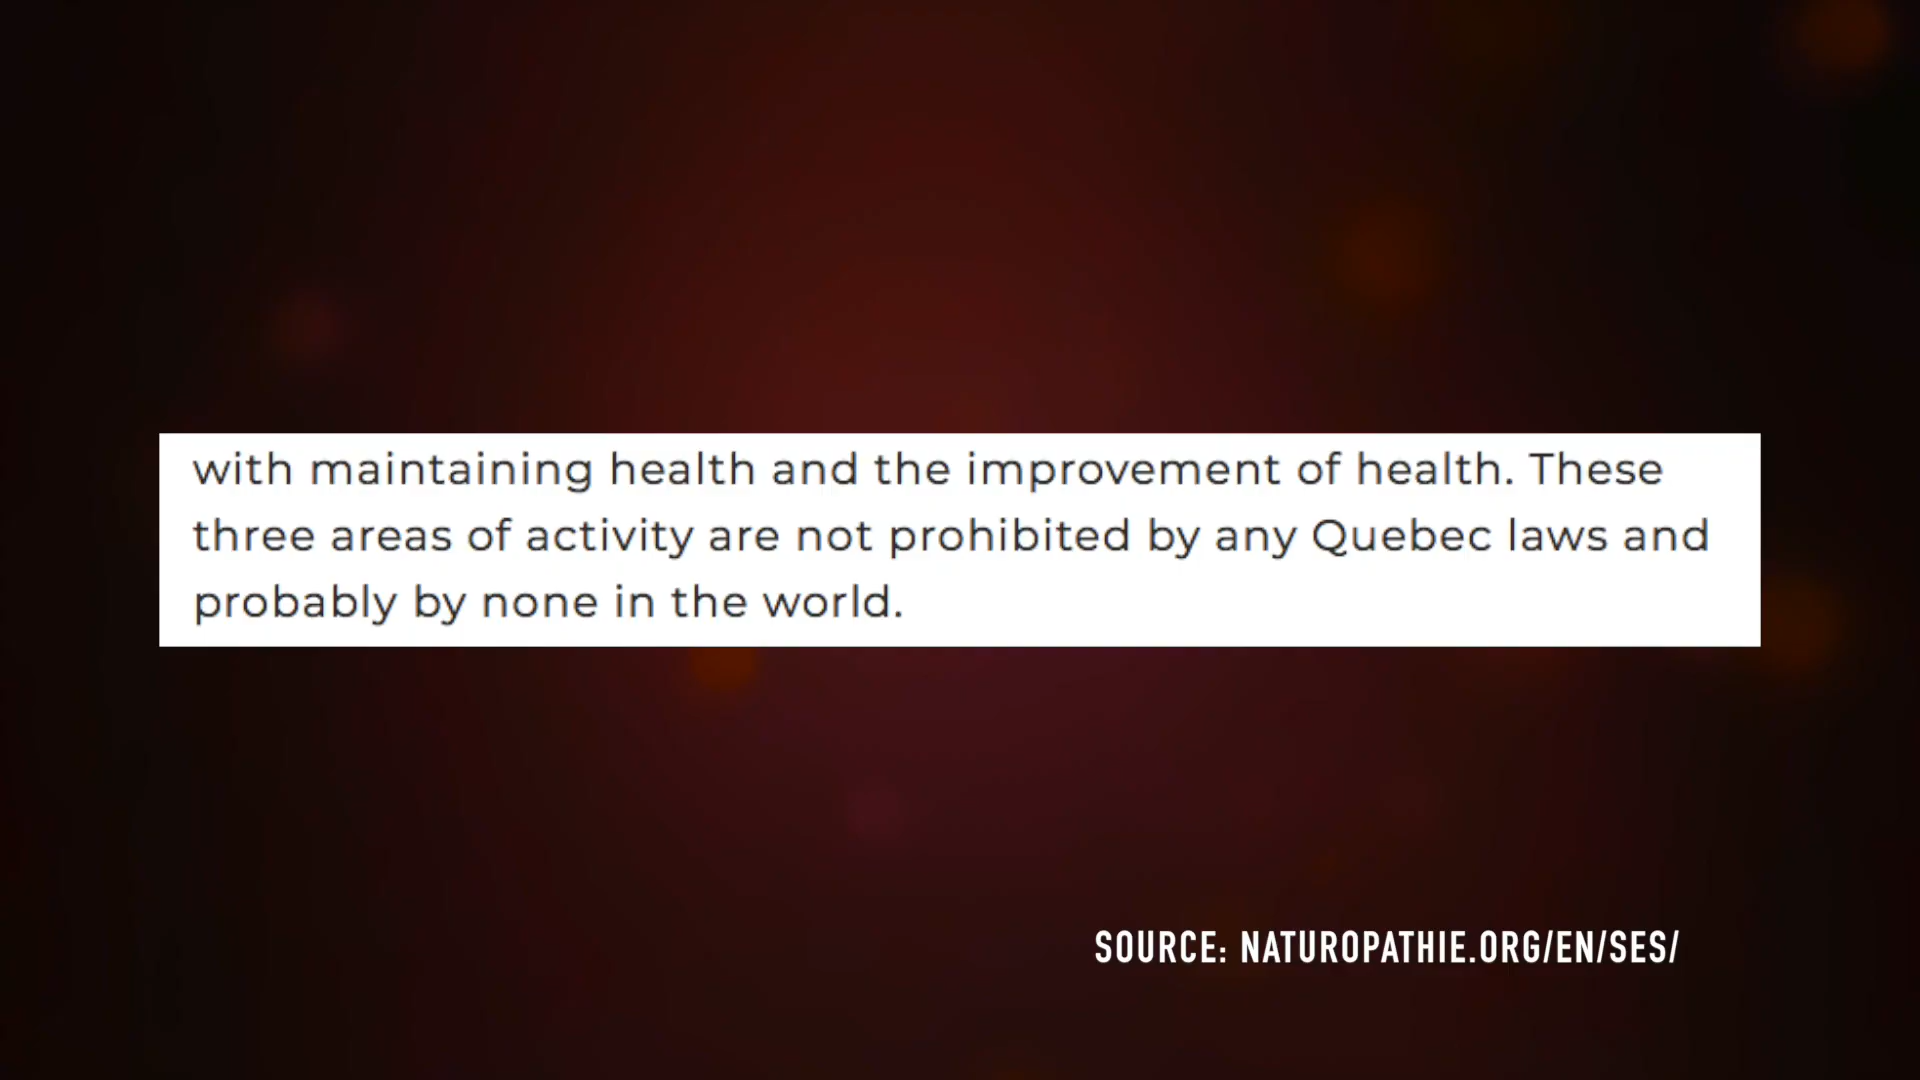 with maintaining health and the improvement of health. These
three areas of activity are not prohibited by any Quebec laws and
probably by none in the world.
SOURCE: NATUROPATHIE.ORG/EN/SES/